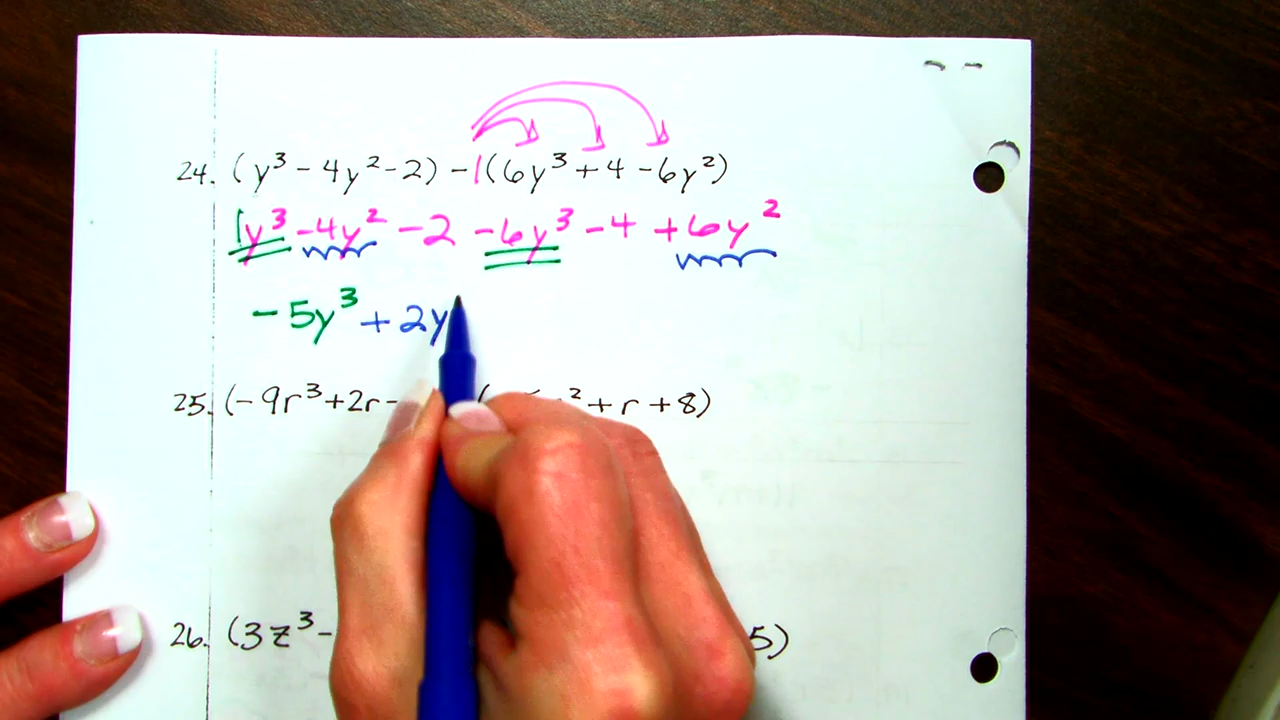 24. (y³ - 4y² - 2) - 1(6y³ + 4 - 6y²)
1y³ - 4y² - 2 - 6y³ - 4 + 6y²
- 5y³ + 2y
25. (-9r³ + 2r - ² + r + 8)
26. (3z³ - 5)